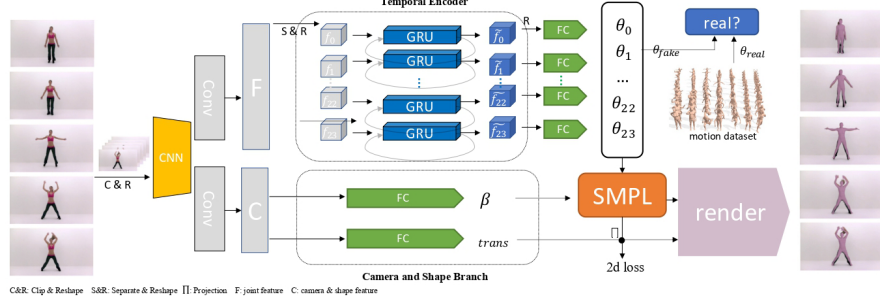 Temporal Encoder
S & R
R
f₀
GRU
f̃₀
FC
f₁
GRU
f̃₁
FC
f₂₂
GRU
f̃₂₂
FC
f₂₃
GRU
f̃₂₃
FC
θ₀
θ₁
...
θ₂₂
θ₂₃
real?
θfake
θreal
motion dataset
Conv
F
CNN
C & R
Conv
C
FC
β
FC
trans
SMPL
∏
2d loss
render
Camera and Shape Branch
C&R: Clip & Reshape S&R: Separate & Reshape ∏: Projection F: joint feature C: camera & shape feature